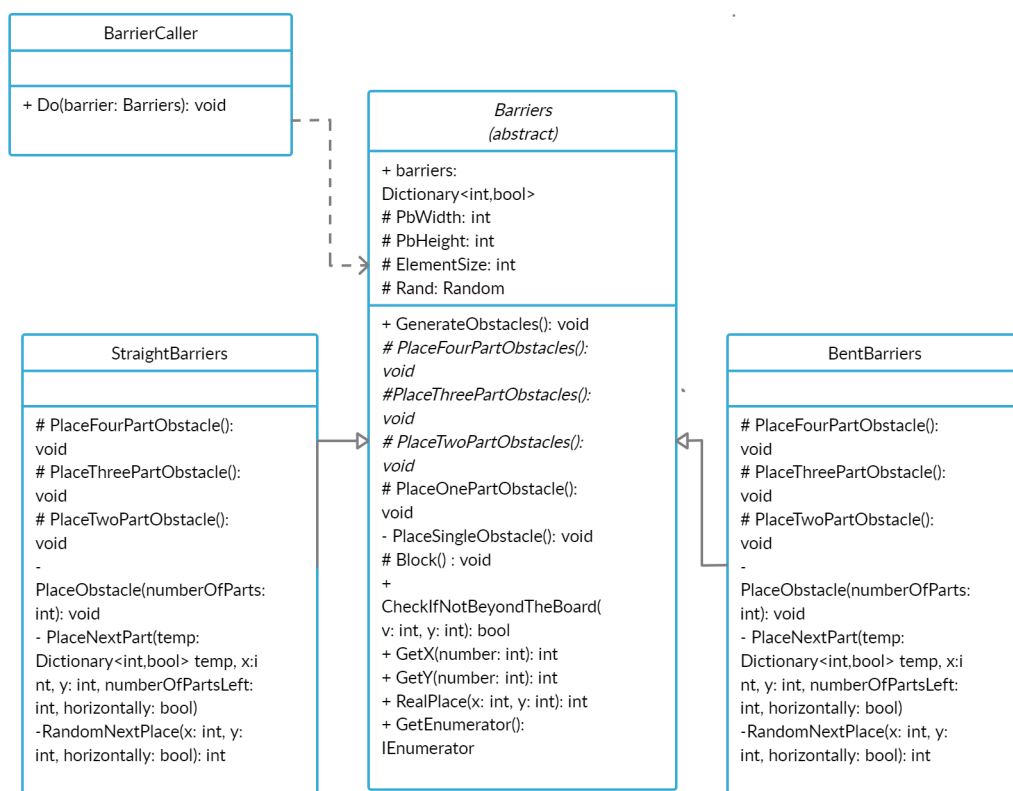 BarrierCaller
+ Do(barrier: Barriers): void
Barriers
(abstract)
+ barriers:
Dictionary<int,bool>
# PbWidth: int
# PbHeight: int
# ElementSize: int
# Rand: Random
+ GenerateObstacles(): void
# PlaceFourPartObstacles():
void
#PlaceThreePartObstacles():
void
# PlaceTwoPartObstacles():
void
# PlaceOnePartObstacle():
void
- PlaceSingleObstacle(): void
# Block() : void
+
CheckIfNotBeyondTheBoard(
v: int, y: int): bool
+ GetX(number: int): int
+ GetY(number: int): int
+ RealPlace(x: int, y: int): int
+ GetEnumerator():
IEnumerator
StraightBarriers
# PlaceFourPartObstacle():
void
# PlaceThreePartObstacle():
void
# PlaceTwoPartObstacle():
void
-
PlaceObstacle(numberOfParts:
int): void
- PlaceNextPart(temp:
Dictionary<int,bool> temp, x:i
nt, y: int, numberOfPartsLeft:
int, horizontally: bool)
-RandomNextPlace(x: int, y:
int, horizontally: bool): int
BentBarriers
# PlaceFourPartObstacle():
void
# PlaceThreePartObstacle():
void
# PlaceTwoPartObstacle():
void
-
PlaceObstacle(numberOfParts:
int): void
- PlaceNextPart(temp:
Dictionary<int,bool> temp, x:i
nt, y: int, numberOfPartsLeft:
int, horizontally: bool)
-RandomNextPlace(x: int, y:
int, horizontally: bool): int